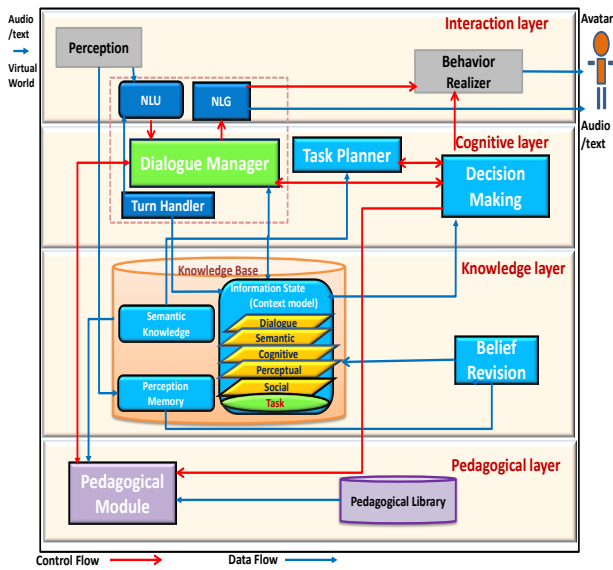 Audio
/text
Virtual
World
Interaction layer
Avatar
Perception
Behavior
Realizer
NLU
NLG
Audio
/text
Cognitive layer
Dialogue Manager
Task Planner
Decision
Making
Turn Handler
Knowledge layer
Knowledge Base
Information State
(Context model)
Semantic
Knowledge
Dialogue
Semantic
Cognitive
Perceptual
Social
Task
Belief
Revision
Perception
Memory
Pedagogical layer
Pedagogical
Module
Pedagogical Library
Control Flow
Data Flow